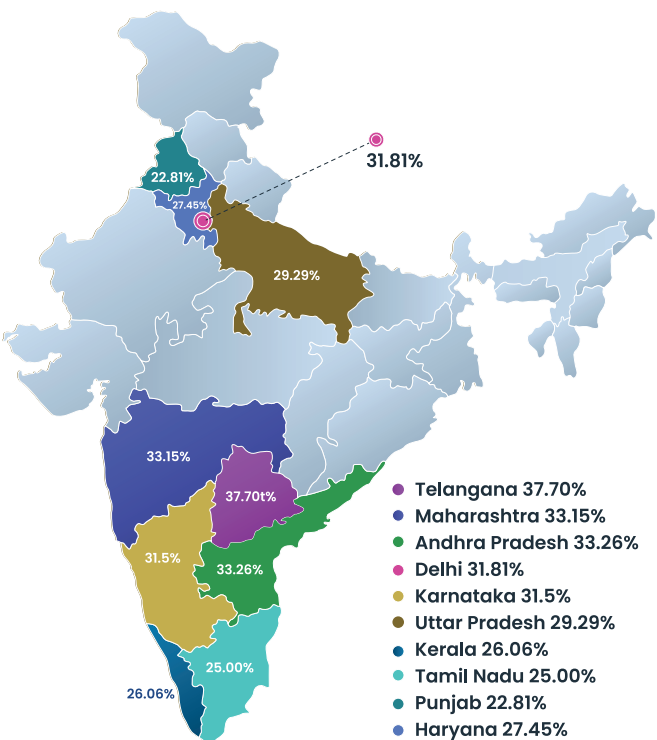 31.81%
22.81%
27.45%
29.29%
33.15%
37.70t%
31.5%
33.26%
25.00%
26.06%
Telangana 37.70%
Maharashtra 33.15%
Andhra Pradesh 33.26%
Delhi 31.81%
Karnataka 31.5%
Uttar Pradesh 29.29%
Kerala 26.06%
Tamil Nadu 25.00%
Punjab 22.81%
Haryana 27.45%